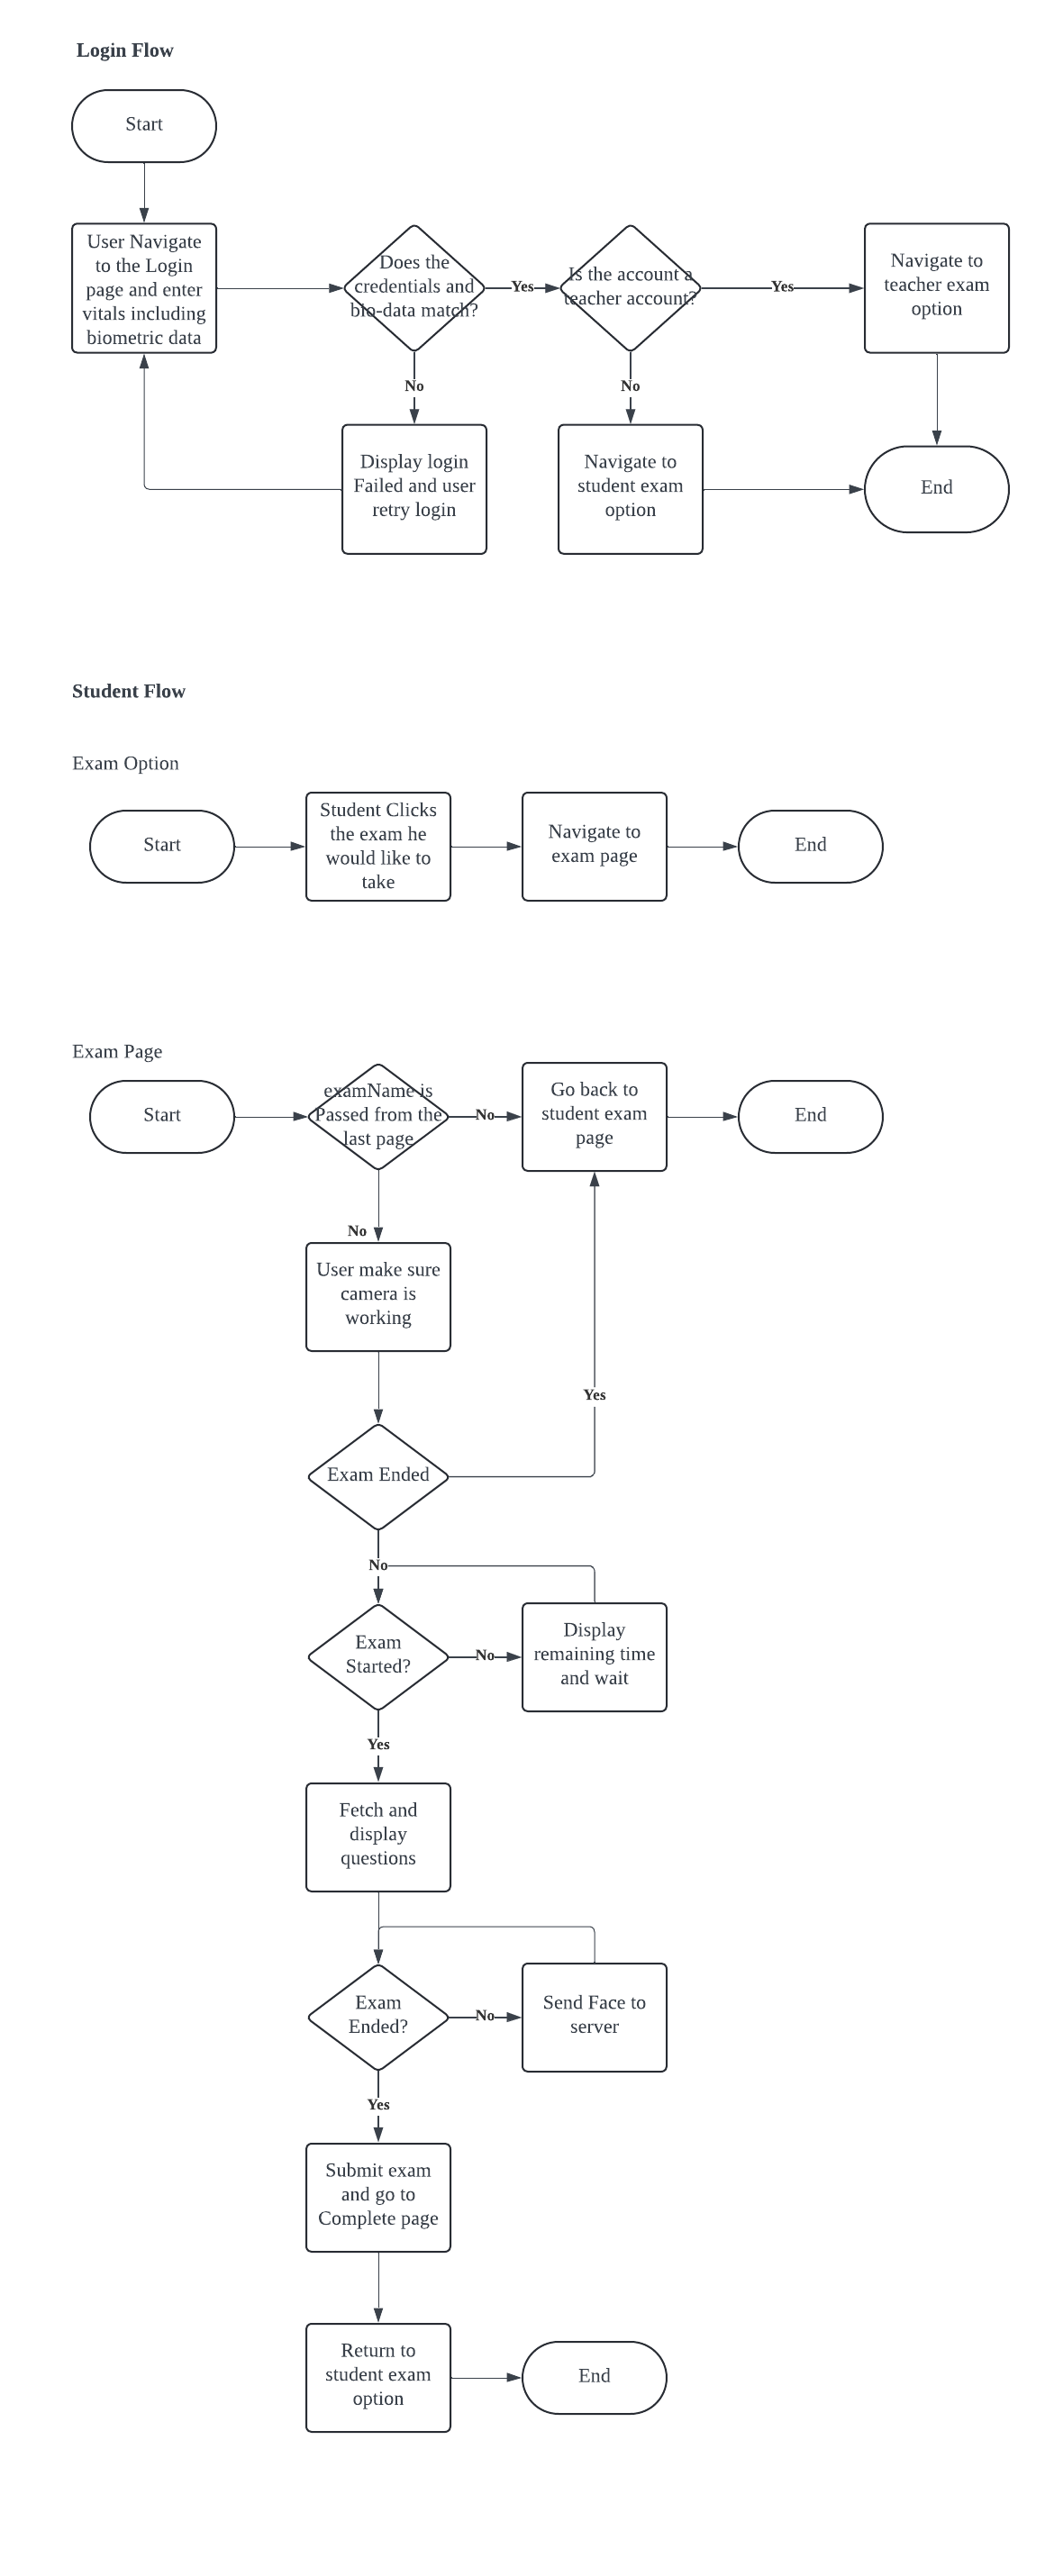 Login Flow
Start
User Navigate
to the Login
page and enter
vitals including
biometric data
Does the
credentials and
bio-data match?
Yes
Is the account a
teacher account?
Yes
Navigate to
teacher exam
option
No
No
Display login
Failed and user
retry login
Navigate to
student exam
option
End
Student Flow
Exam Option
Start
Student Clicks
the exam he
would like to
take
Navigate to
exam page
End
Exam Page
Start
examName is
Passed from the
last page
No
Go back to
student exam
page
End
No
User make sure
camera is
working
Yes
Exam Ended
No
Exam
Started?
No
Display
remaining time
and wait
Yes
Fetch and
display
questions
Exam
Ended?
No
Send Face to
server
Yes
Submit exam
and go to
Complete page
Return to
student exam
option
End